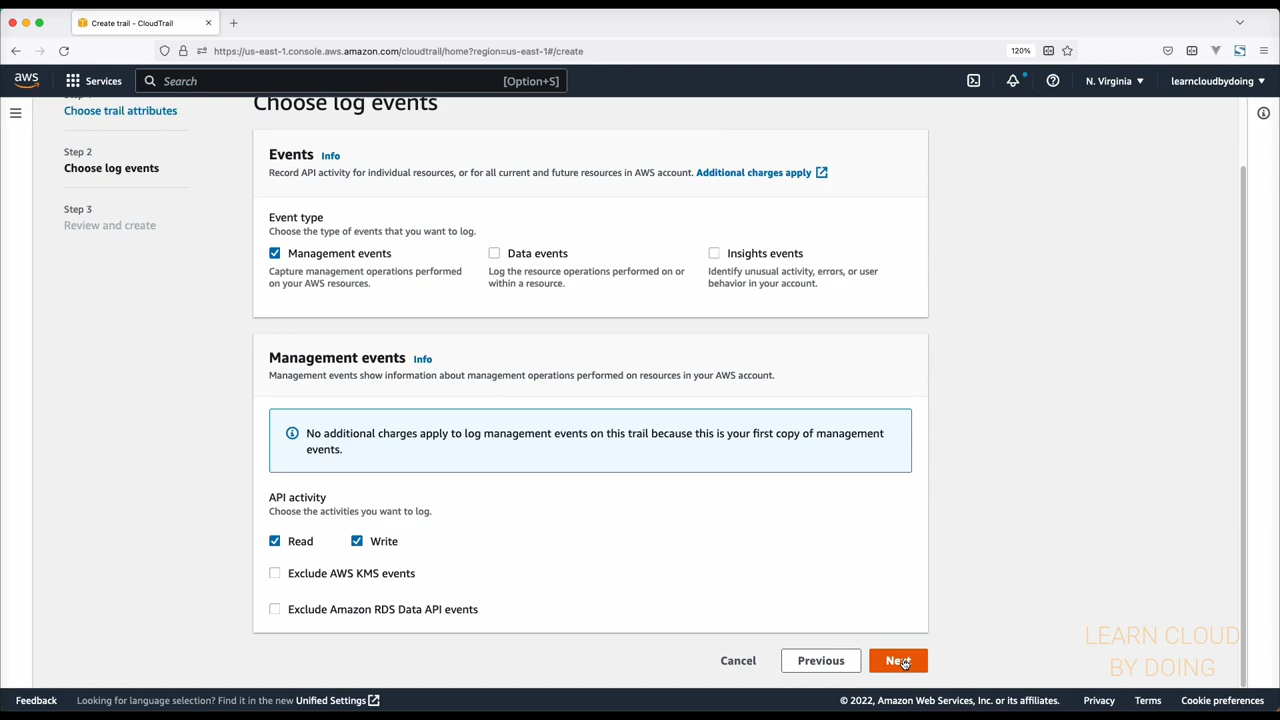 Create trail - CloudTrail
https://us-east-1.console.aws.amazon.com/cloudtrail/home?region=us-east-1#/create
120%
aws
Services
Search
[Option+S]
N. Virginia
learncloudbydoing
Choose trail attributes
Step 2
Choose log events
Step 3
Review and create
Choose log events
Events Info
Record API activity for individual resources, or for all current and future resources in AWS account. Additional charges apply
Event type
Choose the type of events that you want to log.
Management events
Capture management operations performed
on your AWS resources.
Data events
Log the resource operations performed on or
within a resource.
Insights events
Identify unusual activity, errors, or user
behavior in your account.
Management events Info
Management events show information about management operations performed on resources in your AWS account.
No additional charges apply to log management events on this trail because this is your first copy of management
events.
API activity
Choose the activities you want to log.
Read
Write
Exclude AWS KMS events
Exclude Amazon RDS Data API events
Cancel
Previous
Next
LEARN CLOUD
BY DOING
Feedback
Looking for language selection? Find it in the new Unified Settings
© 2022, Amazon Web Services, Inc. or its affiliates.
Privacy
Terms
Cookie preferences